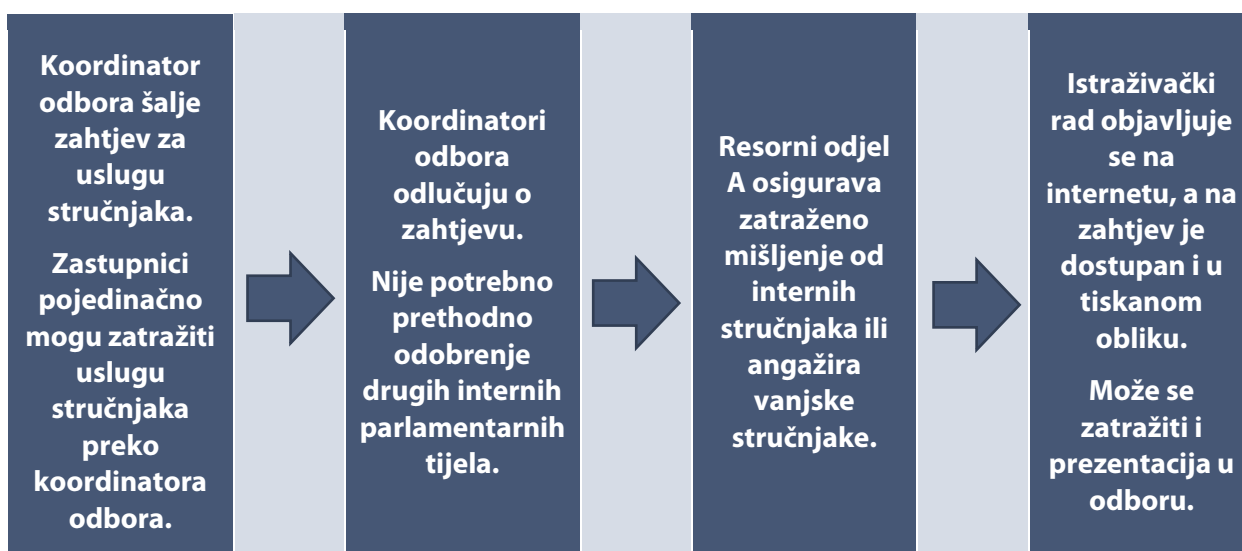 Koordinator
odbora šalje
zahtjev za
uslugu
stručnjaka.
Zastupnici
pojedinačno
mogu zatražiti
uslugu
stručnjaka
preko
koordinatora
odbora.
Koordinatori
odbora
odlučuju o
zahtjevu.
Nije potrebno
prethodno
odobrenje
drugih internih
parlamentarnih
tijela.
Resorni odjel
A osigurava
zatraženo
mišljenje od
internih
stručnjaka ili
angažira
vanjske
stručnjake.
Istraživački
rad objavljuje
se na
internetu, a na
zahtjev je
dostupan i u
tiskanom
obliku.
Može se
zatražiti i
prezentacija u
odboru.